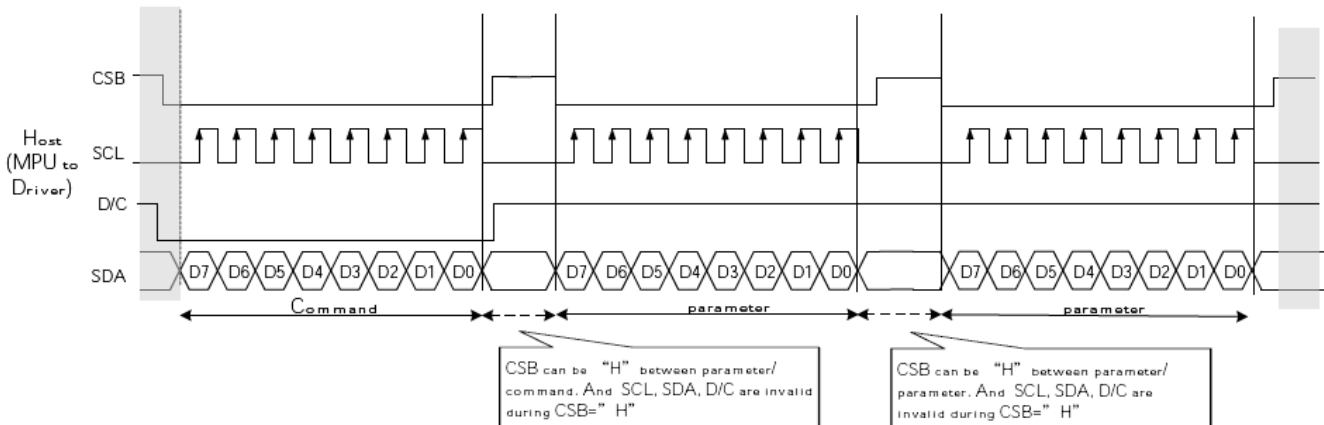 CSB
Host
(MPU to
Driver)
SCL
D/C
SDA
D7 D6 D5 D4 D3 D2 D1 D0
D7 D6 D5 D4 D3 D2 D1 D0
D7 D6 D5 D4 D3 D2 D1 D0
Command
parameter
parameter
CSB can be “H” between parameter/
command. And SCL, SDA, D/C are invalid
during CSB=” H”
CSB can be “H” between parameter/
parameter. And SCL, SDA, D/C are
invalid during CSB=” H”